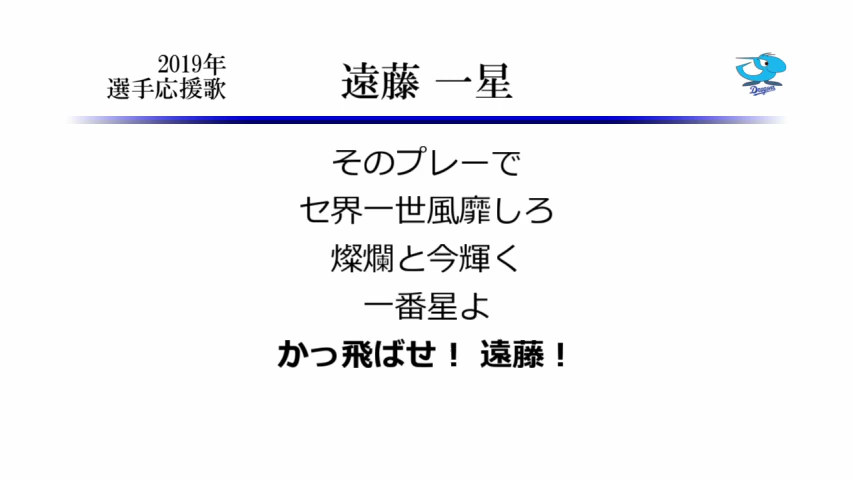 2019年
選手応援歌
遠藤 一星
Dragons
そのプレーで
セ界一世風靡しろ
燦爛と今輝く
一番星よ
かっ飛ばせ！ 遠藤！